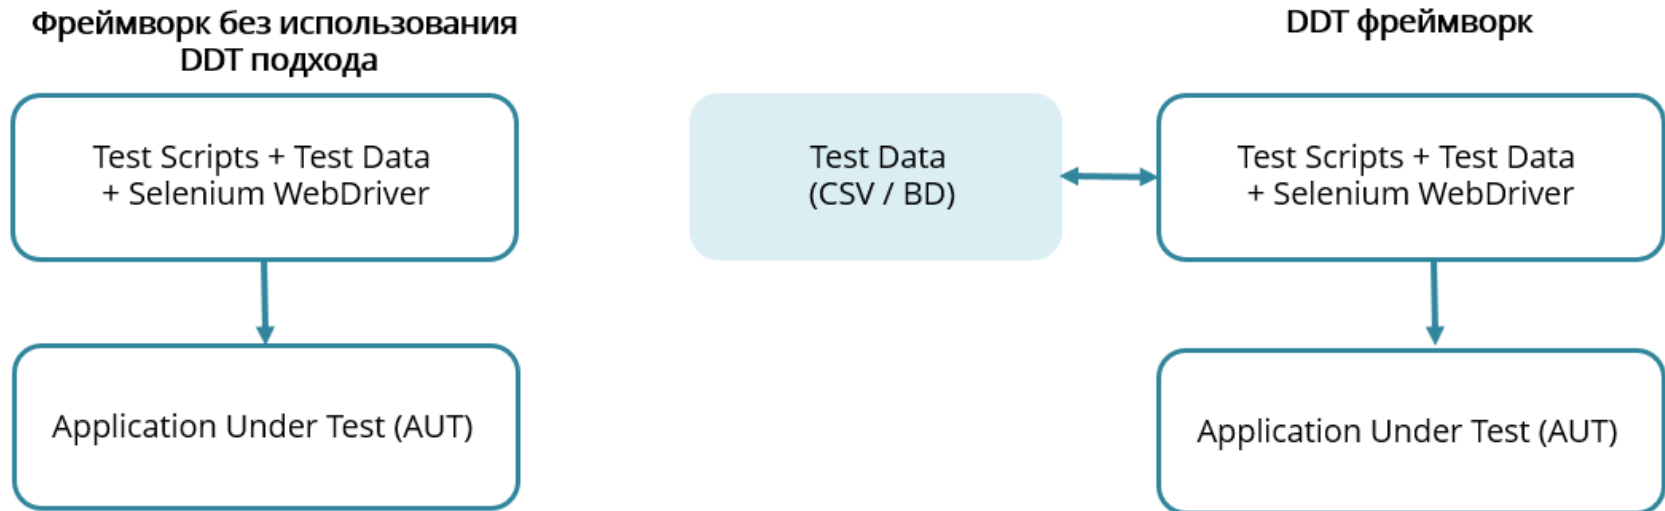 Фреймворк без использования
DDT подхода
Test Scripts + Test Data
+ Selenium WebDriver
Application Under Test (AUT)
DDT фреймворк
Test Data
(CSV / BD)
Test Scripts + Test Data
+ Selenium WebDriver
Application Under Test (AUT)